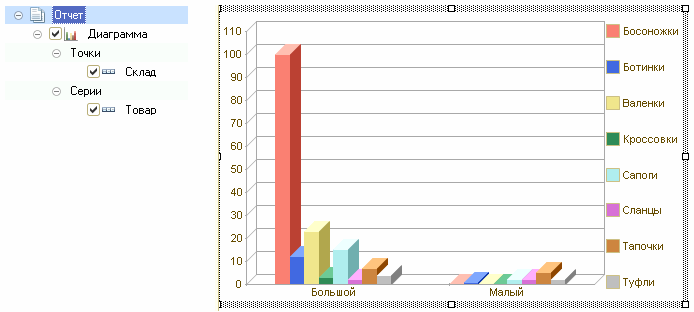 Отчет
Диаграмма
Точки
Склад
Серии
Товар
110
100
90
80
70
60
50
40
30
20
10
0
Большой
Малый
Босоножки
Ботинки
Валенки
Кроссовки
Сапоги
Сланцы
Тапочки
Туфли